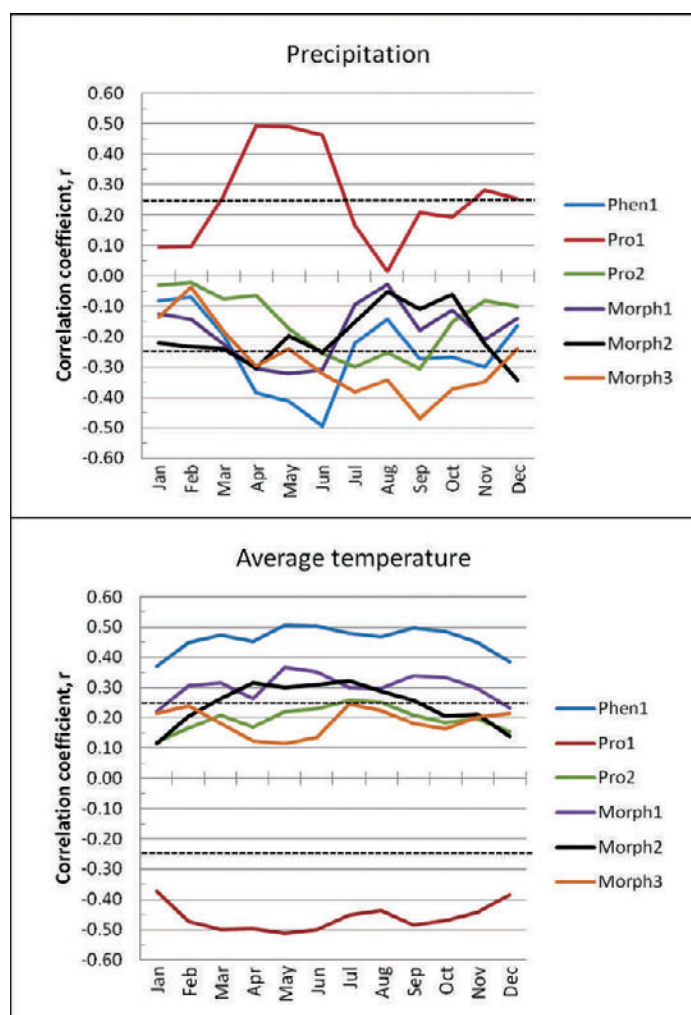 Precipitation
Correlation coeffieicnt, r
0.60
0.50
0.40
0.30
0.20
0.10
0.00
-0.10
-0.20
-0.30
-0.40
-0.50
-0.60
Jan
Feb
Mar
Apr
May
Jun
Jul
Aug
Sep
Oct
Nov
Dec
Phen1
Pro1
Pro2
Morph1
Morph2
Morph3
Average temperature
Correlation coefficient, r
0.60
0.50
0.40
0.30
0.20
0.10
0.00
-0.10
-0.20
-0.30
-0.40
-0.50
-0.60
Jan
Feb
Mar
Apr
May
Jun
Jul
Aug
Sep
Oct
Nov
Dec
Phen1
Pro1
Pro2
Morph1
Morph2
Morph3